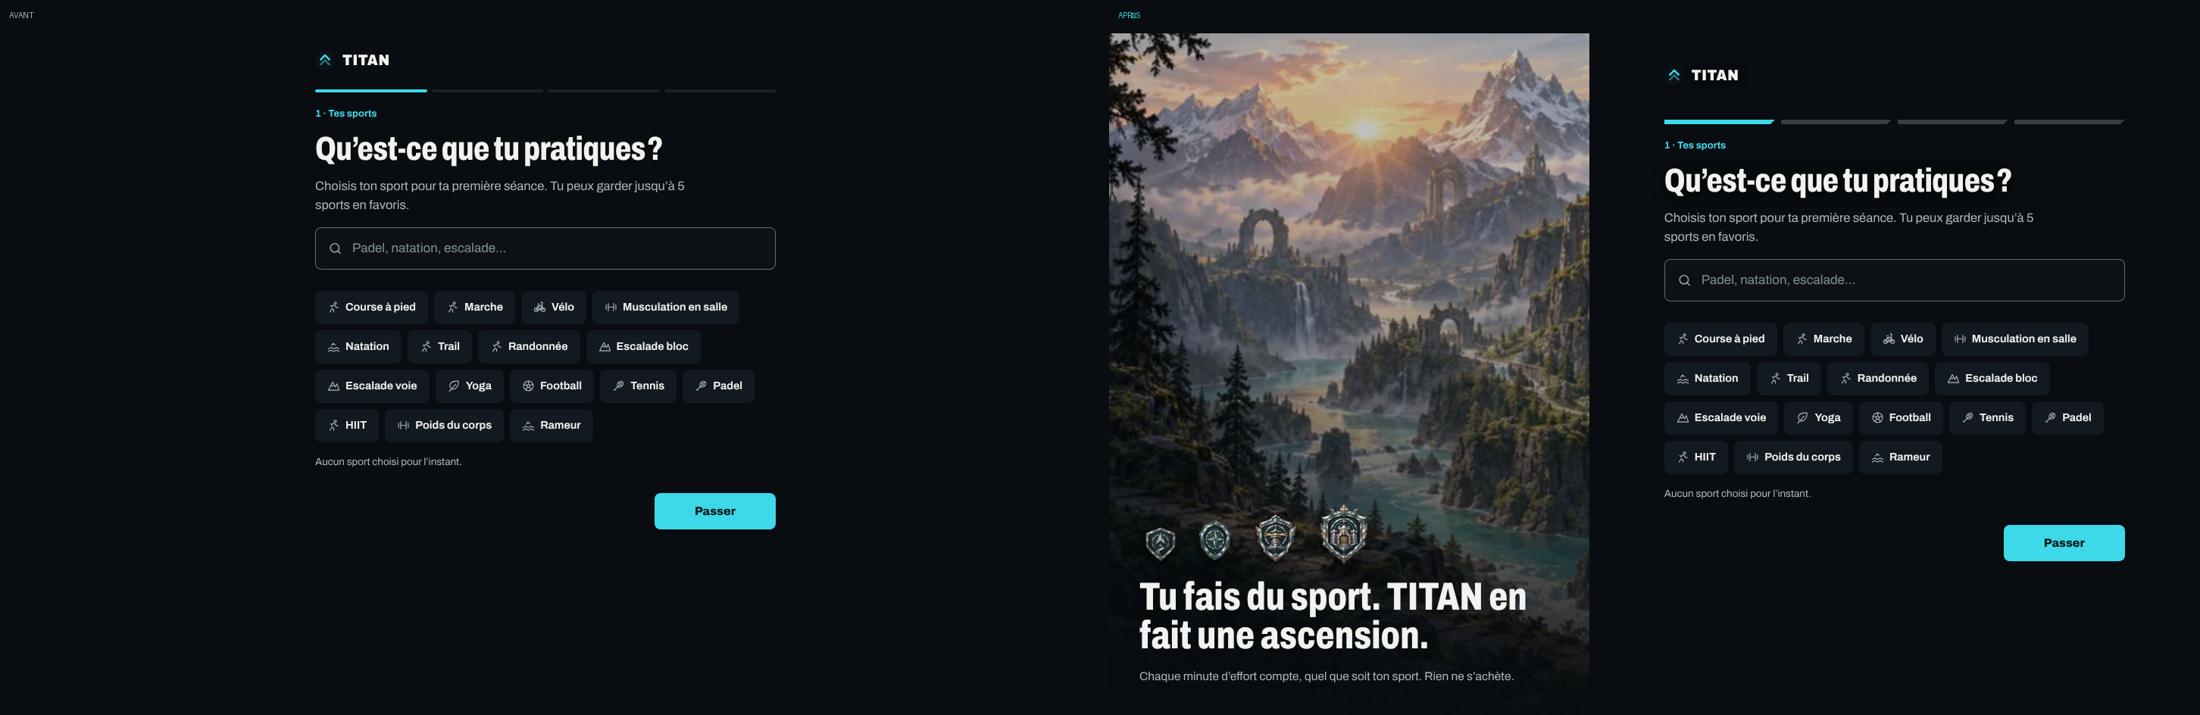 AVANT
TITAN
1 · Tes sports
Qu’est-ce que tu pratiques ?
Choisis ton sport pour ta première séance. Tu peux garder jusqu’à 5
sports en favoris.
Padel, natation, escalade…
Course à pied
Marche
Vélo
Musculation en salle
Natation
Trail
Randonnée
Escalade bloc
Escalade voie
Yoga
Football
Tennis
Padel
HIIT
Poids du corps
Rameur
Aucun sport choisi pour l’instant.
Passer
Tu fais du sport. TITAN en
fait une ascension.
Chaque minute d’effort compte, quel que soit ton sport. Rien ne s’achète.
TITAN
1 · Tes sports
Qu’est-ce que tu pratiques ?
Choisis ton sport pour ta première séance. Tu peux garder jusqu’à 5
sports en favoris.
Padel, natation, escalade…
Course à pied
Marche
Vélo
Musculation en salle
Natation
Trail
Randonnée
Escalade bloc
Escalade voie
Yoga
Football
Tennis
Padel
HIIT
Poids du corps
Rameur
Aucun sport choisi pour l’instant.
Passer